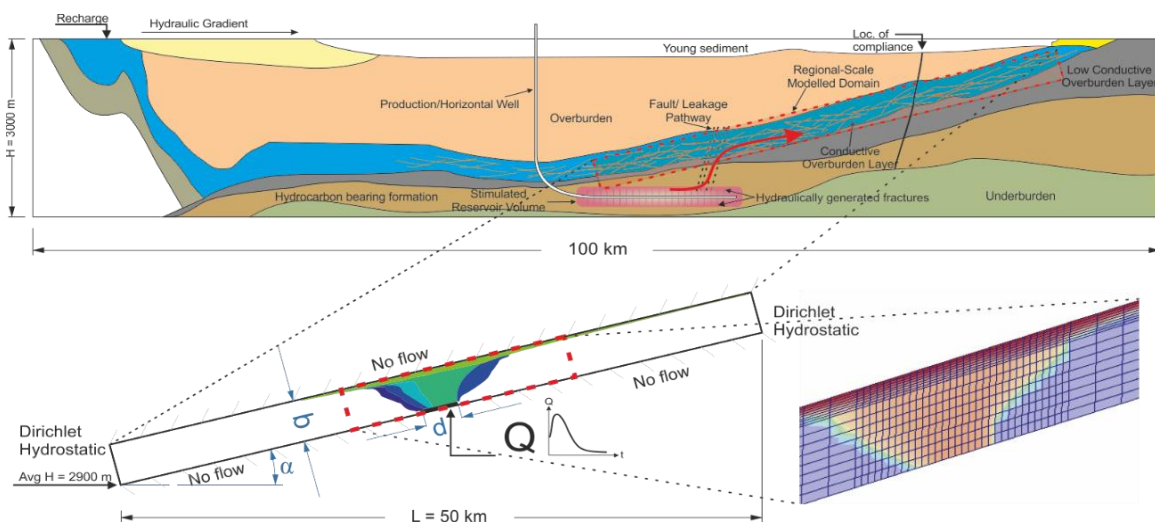 Recharge
Hydraulic Gradient
Young sediment
Loc. of
compliance
H = 3000 m
Production/Horizontal Well
Overburden
Regional-Scale
Modelled Domain
Fault/ Leakage
Pathway
Low Conductive
Overburden Layer
Conductive
Overburden Layer
Hydrocarbon bearing formation
Stimulated
Reservoir Volume
Hydraulically generated fractures
Underburden
100 km
Dirichlet
Hydrostatic
No flow
No flow
b
d
Q
Q
t
Dirichlet
Hydrostatic
Avg H = 2900 m
No flow
α
L = 50 km